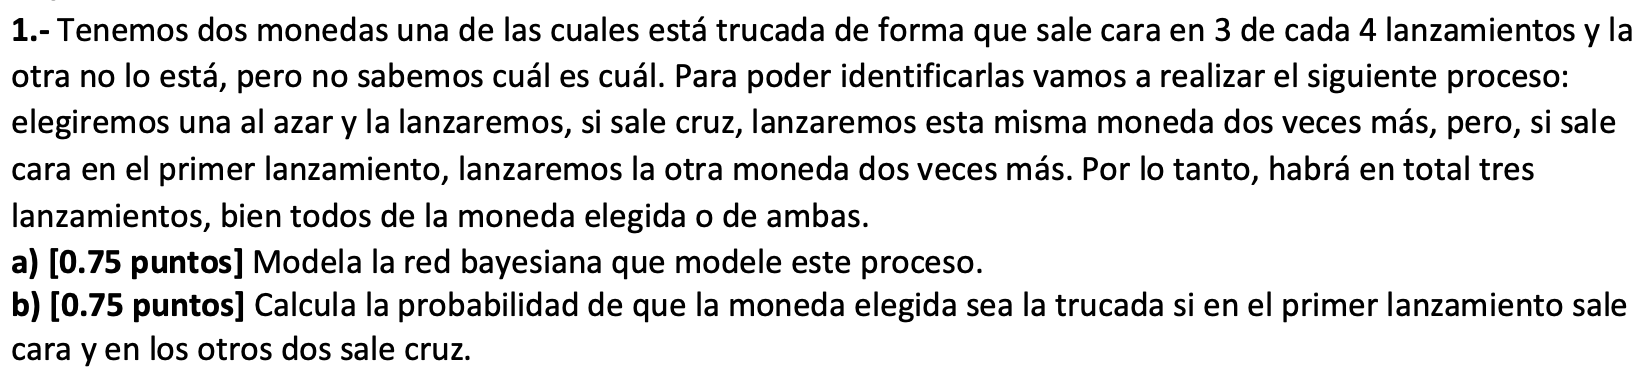 1.- Tenemos dos monedas una de las cuales está trucada de forma que sale cara en 3 de cada 4 lanzamientos y la
otra no lo está, pero no sabemos cuál es cuál. Para poder identificarlas vamos a realizar el siguiente proceso:
elegiremos una al azar y la lanzaremos, si sale cruz, lanzaremos esta misma moneda dos veces más, pero, si sale
cara en el primer lanzamiento, lanzaremos la otra moneda dos veces más. Por lo tanto, habrá en total tres
lanzamientos, bien todos de la moneda elegida o de ambas.
a) [0.75 puntos] Modela la red bayesiana que modele este proceso.
b) [0.75 puntos] Calcula la probabilidad de que la moneda elegida sea la trucada si en el primer lanzamiento sale
cara y en los otros dos sale cruz.